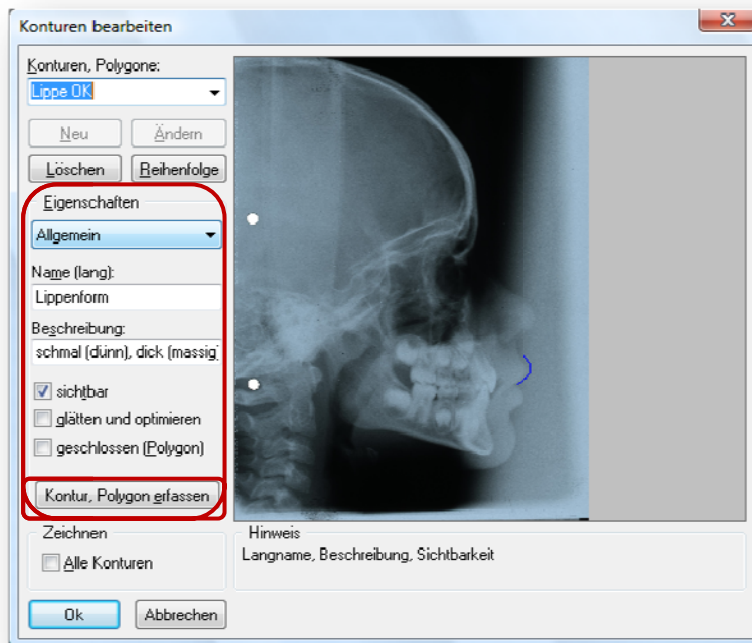 Konturen bearbeiten
Konturen, Polygone:
Lippe OK
Neu
Ändern
Löschen
Reihenfolge
Eigenschaften
Allgemein
Name (lang):
Lippenform
Beschreibung:
schmal (dünn), dick (massig)
sichtbar
glätten und optimieren
geschlossen (Polygon)
Kontur, Polygon erfassen
Zeichnen
Alle Konturen
Hinweis
Langname, Beschreibung, Sichtbarkeit
Ok
Abbrechen